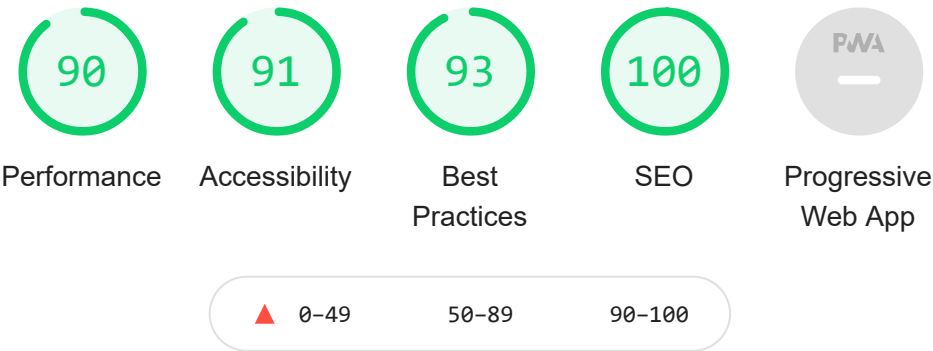 90 91 93 100 PWA
Performance Accessibility Best Practices SEO Progressive Web App
0–49 50–89 90–100